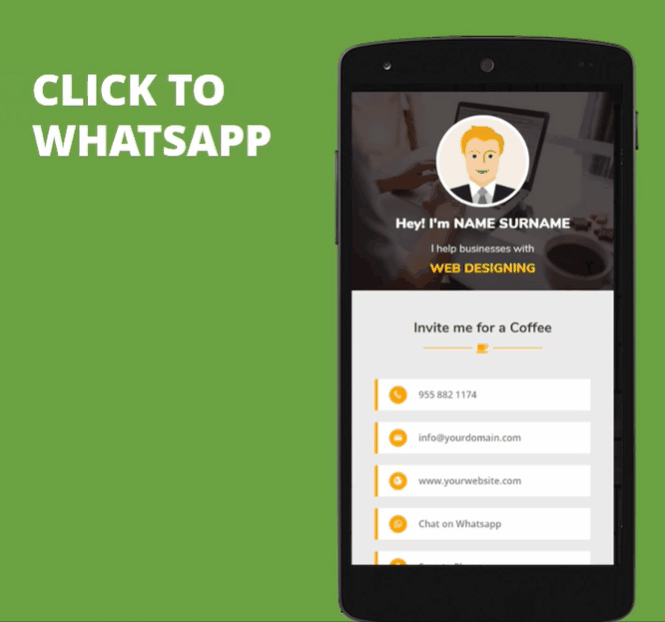 CLICK TO
WHATSAPP
Hey! I'm NAME SURNAME
I help businesses with
WEB DESIGNING
Invite me for a Coffee
955 882 1174
info@yourdomain.com
www.yourwebsite.com
Chat on Whatsapp